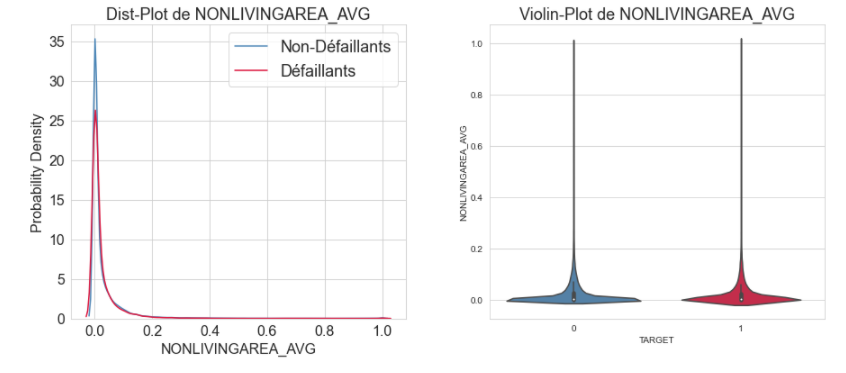 Dist-Plot de NONLIVINGAREA_AVG
35
30
25
20
15
10
5
0
Probability Density
Non-Défaillants
Défaillants
0.0 0.2 0.4 0.6 0.8 1.0
NONLIVINGAREA_AVG
Violin-Plot de NONLIVINGAREA_AVG
1.0
0.8
0.6
0.4
0.2
0.0
NONLIVINGAREA_AVG
0 1
TARGET